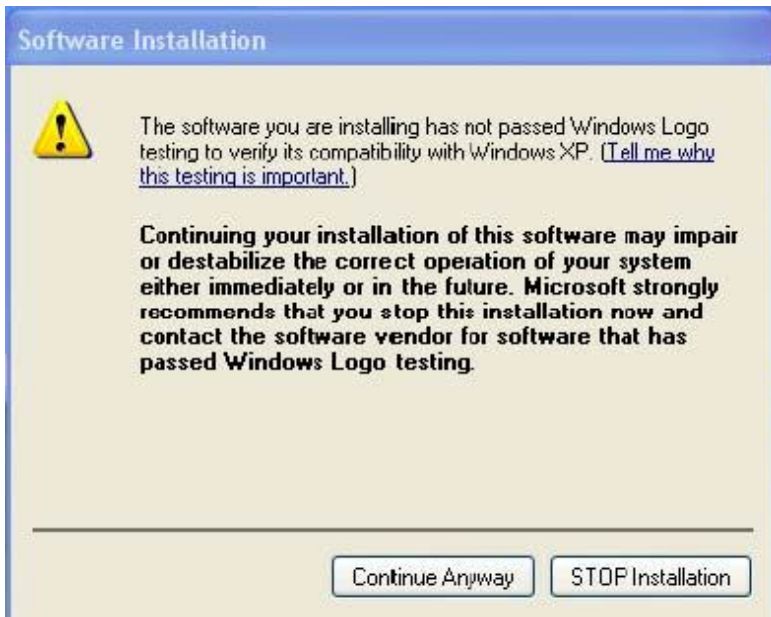 Software Installation
The software you are installing has not passed Windows Logo
testing to verify its compatibility with Windows XP. (Tell me why
this testing is important.)
Continuing your installation of this software may impair
or destabilize the correct operation of your system
either immediately or in the future. Microsoft strongly
recommends that you stop this installation now and
contact the software vendor for software that has
passed Windows Logo testing.
Continue Anyway
STOP Installation